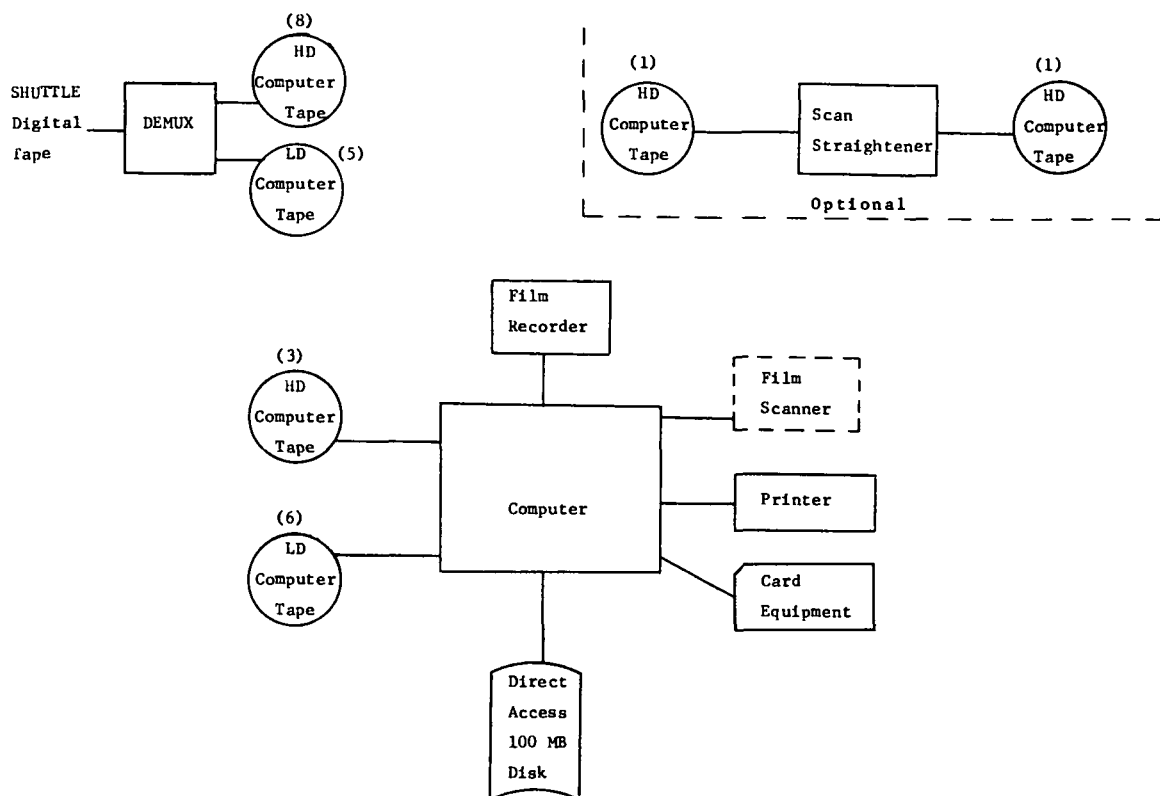 (8)
HD
Computer
Tape
SHUTTLE
Digital
Tape
DEMUX
LD
(5)
Computer
Tape
(1)
HD
Computer
Tape
Scan
Straightener
(1)
HD
Computer
Tape
Optional
Film
Recorder
(3)
HD
Computer
Tape
Film
Scanner
Computer
Printer
(6)
LD
Computer
Tape
Card
Equipment
Direct
Access
100 MB
Disk